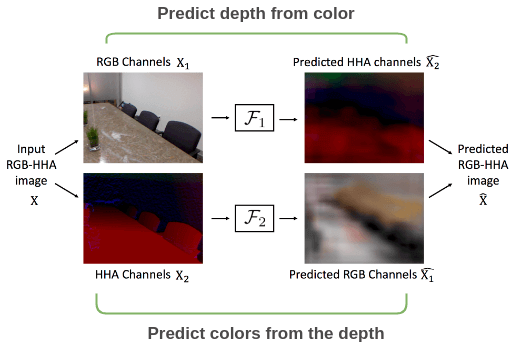 Predict depth from color
RGB Channels X₁
Predicted HHA channels X̂₂
Input
RGB-HHA
image
X
ℱ₁
ℱ₂
Predicted
RGB-HHA
image
X̂
HHA Channels X₂
Predicted RGB Channels X̂₁
Predict colors from the depth